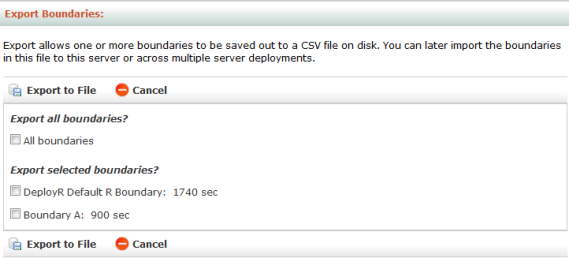 Export Boundaries:
Export allows one or more boundaries to be saved out to a CSV file on disk. You can later import the boundaries
in this file to this server or across multiple server deployments.
Export to File Cancel
Export all boundaries?
All boundaries
Export selected boundaries?
DeployR Default R Boundary: 1740 sec
Boundary A: 900 sec
Export to File Cancel